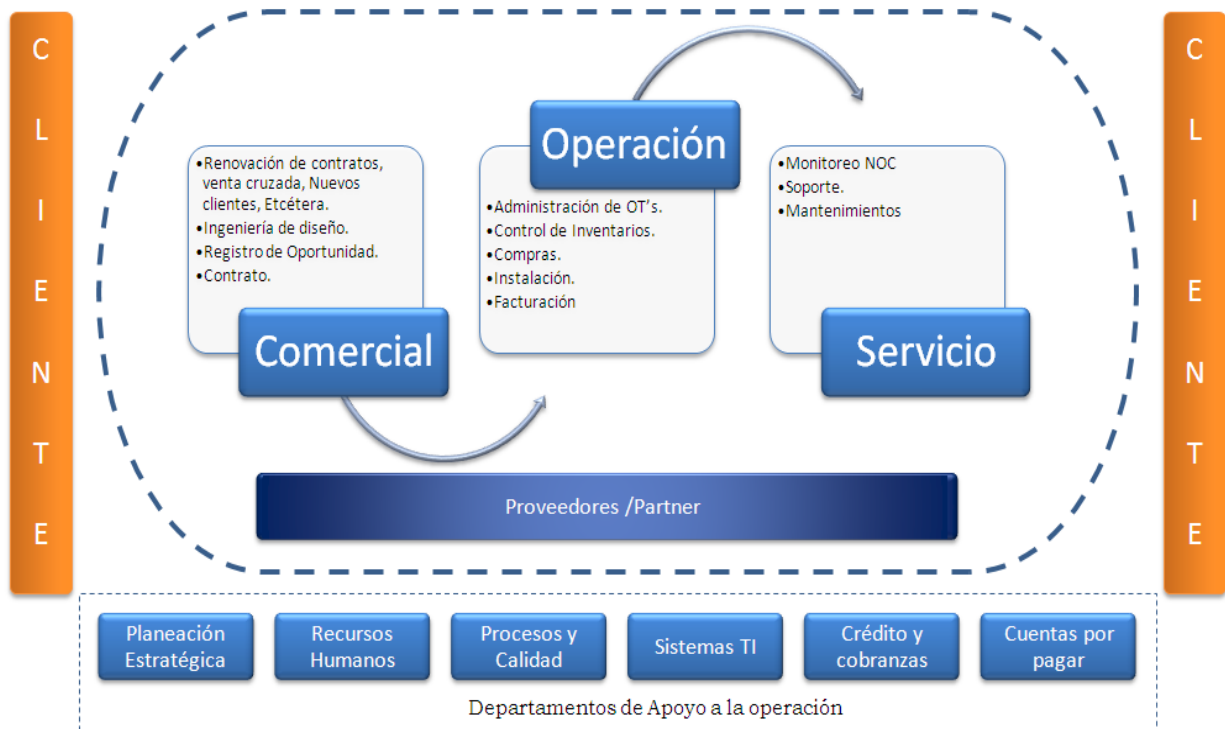 CLIENTE
Comercial
•Renovación de contratos,
venta cruzada, Nuevos
clientes, Etcétera.
•Ingeniería de diseño.
•Registro de Oportunidad.
•Contrato.
Operación
•Administración de OT's.
•Control de Inventarios.
•Compras.
•Instalación.
•Facturación
Servicio
•Monitoreo NOC
•Soporte.
•Mantenimientos
CLIENTE
Proveedores /Partner
Planeación
Estratégica
Recursos
Humanos
Procesos y
Calidad
Sistemas TI
Crédito y
cobranzas
Cuentas por
pagar
Departamentos de Apoyo a la operación